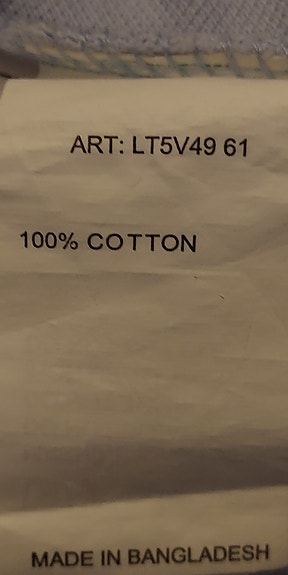 ART: LT5V49 61
100% COTTON
MADE IN BANGLADESH